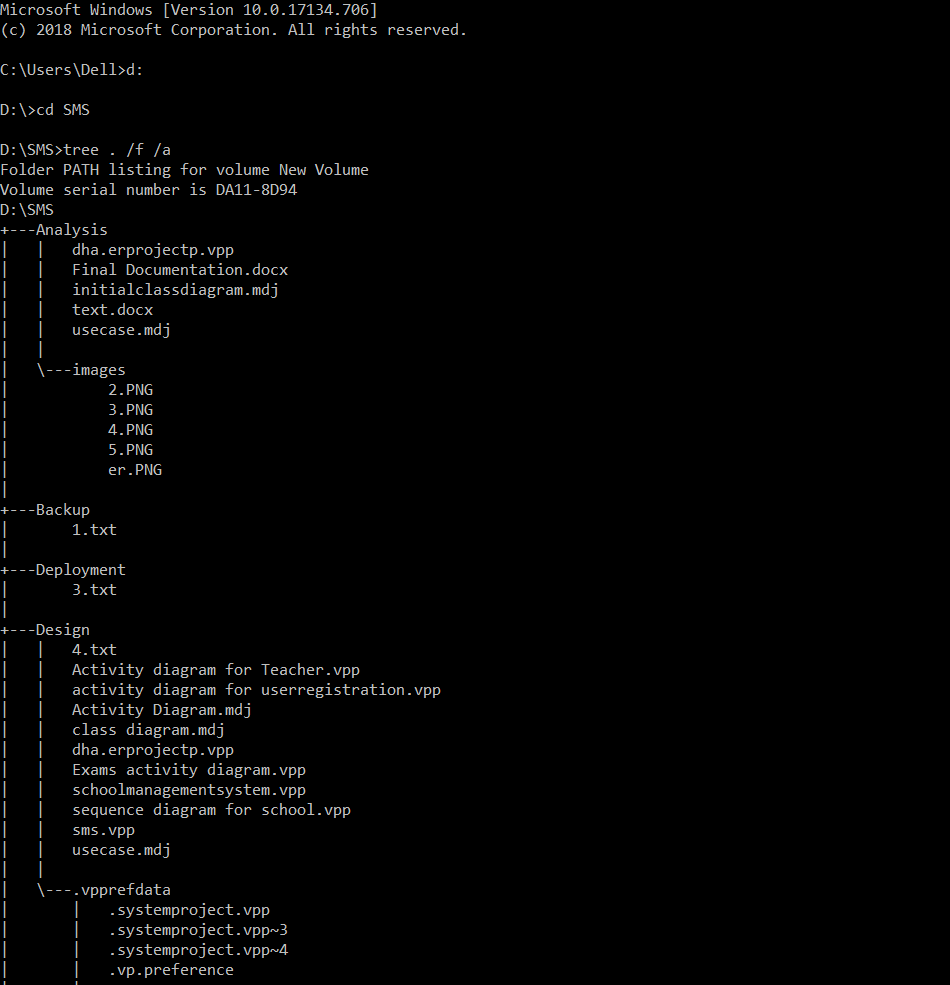 Microsoft Windows [Version 10.0.17134.706]
(c) 2018 Microsoft Corporation. All rights reserved.

C:\Users\Dell>d:

D:\>cd SMS

D:\SMS>tree . /f /a
Folder PATH listing for volume New Volume
Volume serial number is DA11-8D94
D:\SMS
+---Analysis
|   |   dha.erprojectp.vpp
|   |   Final Documentation.docx
|   |   initialclassdiagram.mdj
|   |   text.docx
|   |   usecase.mdj
|   |
|   \---images
|           2.PNG
|           3.PNG
|           4.PNG
|           5.PNG
|           er.PNG
|
+---Backup
|       1.txt
|
+---Deployment
|       3.txt
|
+---Design
|   |   4.txt
|   |   Activity diagram for Teacher.vpp
|   |   activity diagram for userregistration.vpp
|   |   Activity Diagram.mdj
|   |   class diagram.mdj
|   |   dha.erprojectp.vpp
|   |   Exams activity diagram.vpp
|   |   schoolmanagementsystem.vpp
|   |   sequence diagram for school.vpp
|   |   sms.vpp
|   |   usecase.mdj
|   |
|   \---.vpprefdata
|       |   .systemproject.vpp
|       |   .systemproject.vpp~3
|       |   .systemproject.vpp~4
|       |   .vp.preference